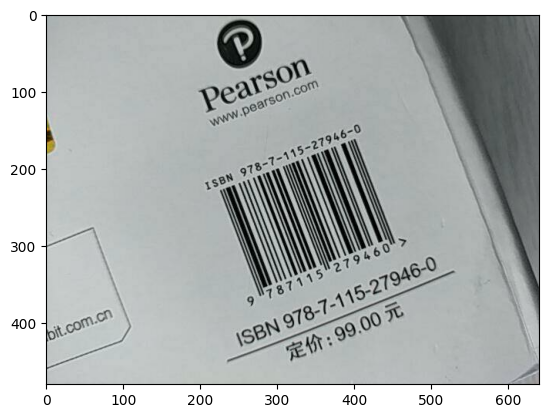 P
Pearson
www.pearson.com
ISBN 978-7-115-27946-0
9 787115 279460 >
ISBN 978-7-115-27946-0
定价：99.00 元
bit.com.cn
0
100
200
300
400
0 100 200 300 400 500 600